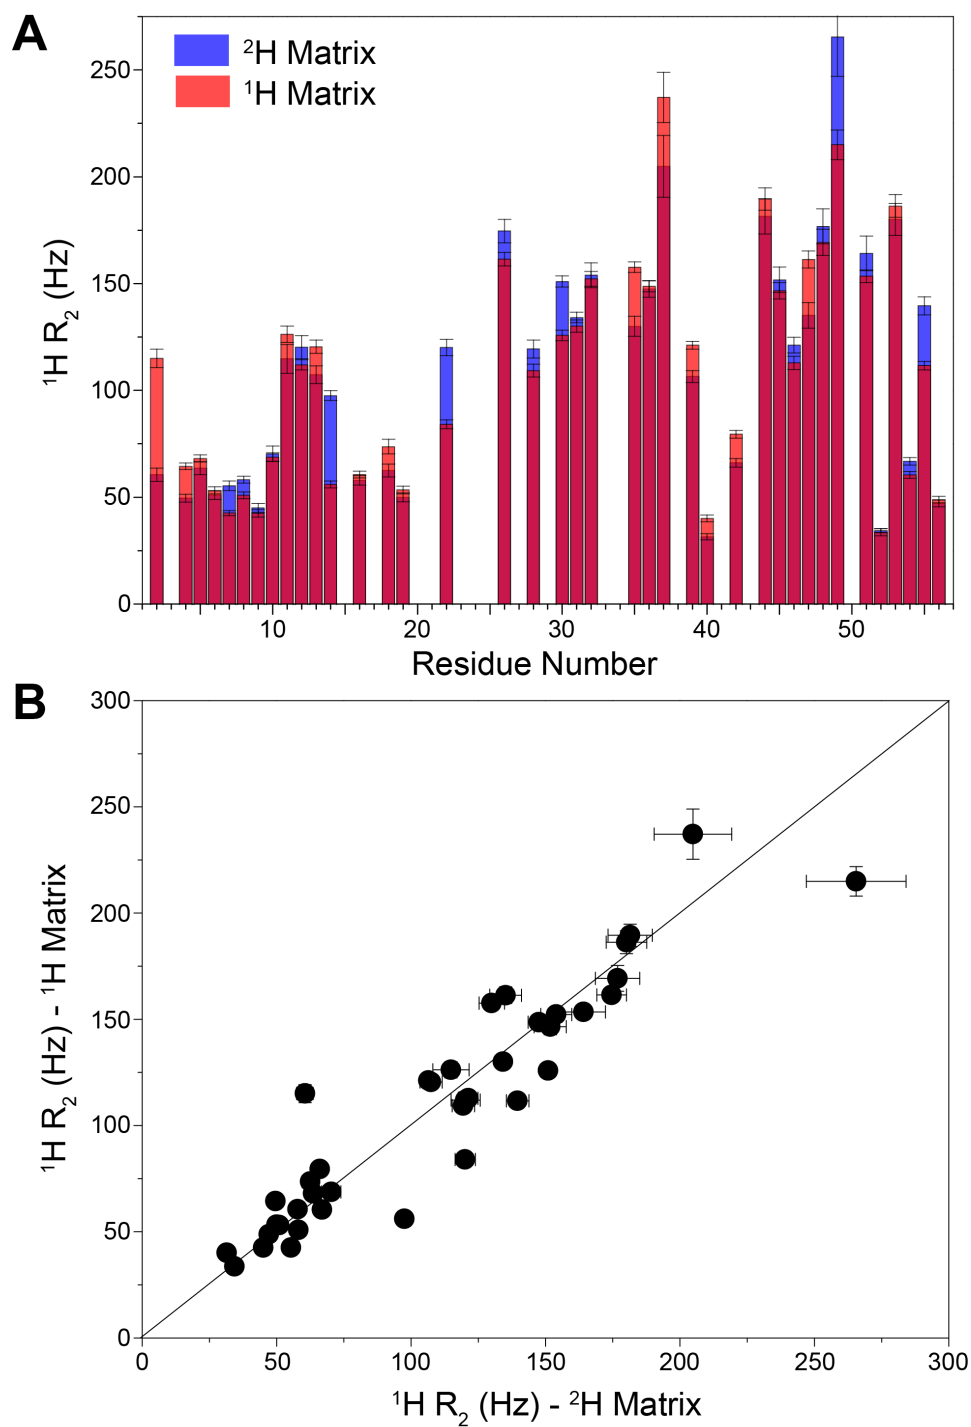 A
²H Matrix
¹H Matrix
250
200
150
100
50
0
¹H R₂ (Hz)
10 20 30 40 50
Residue Number
B
300
250
200
150
100
50
0
¹H R₂ (Hz) - ¹H Matrix
0 50 100 150 200 250 300
¹H R₂ (Hz) - ²H Matrix